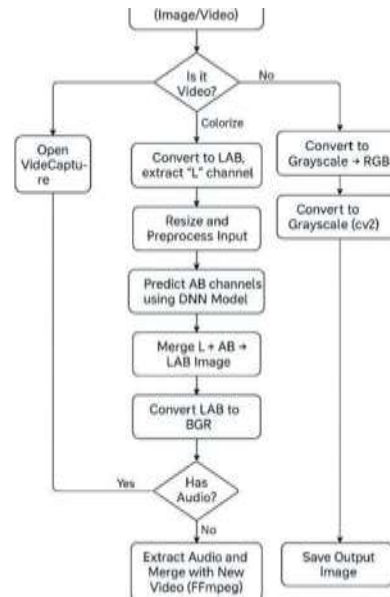 (Image/Video)
Is it
Video?
No
Colorize
Open
VideCaptu-
re
Convert to LAB,
extract "L" channel
Convert to
Grayscale → RGB
Resize and
Preprocess Input
Convert to
Grayscale (cv2)
Predict AB channels
using DNN Model
Merge L + AB →
LAB Image
Convert LAB to
BGR
Yes
Has
Audio?
No
Extract Audio and
Merge with New
Video (FFmpeg)
Save Output
Image